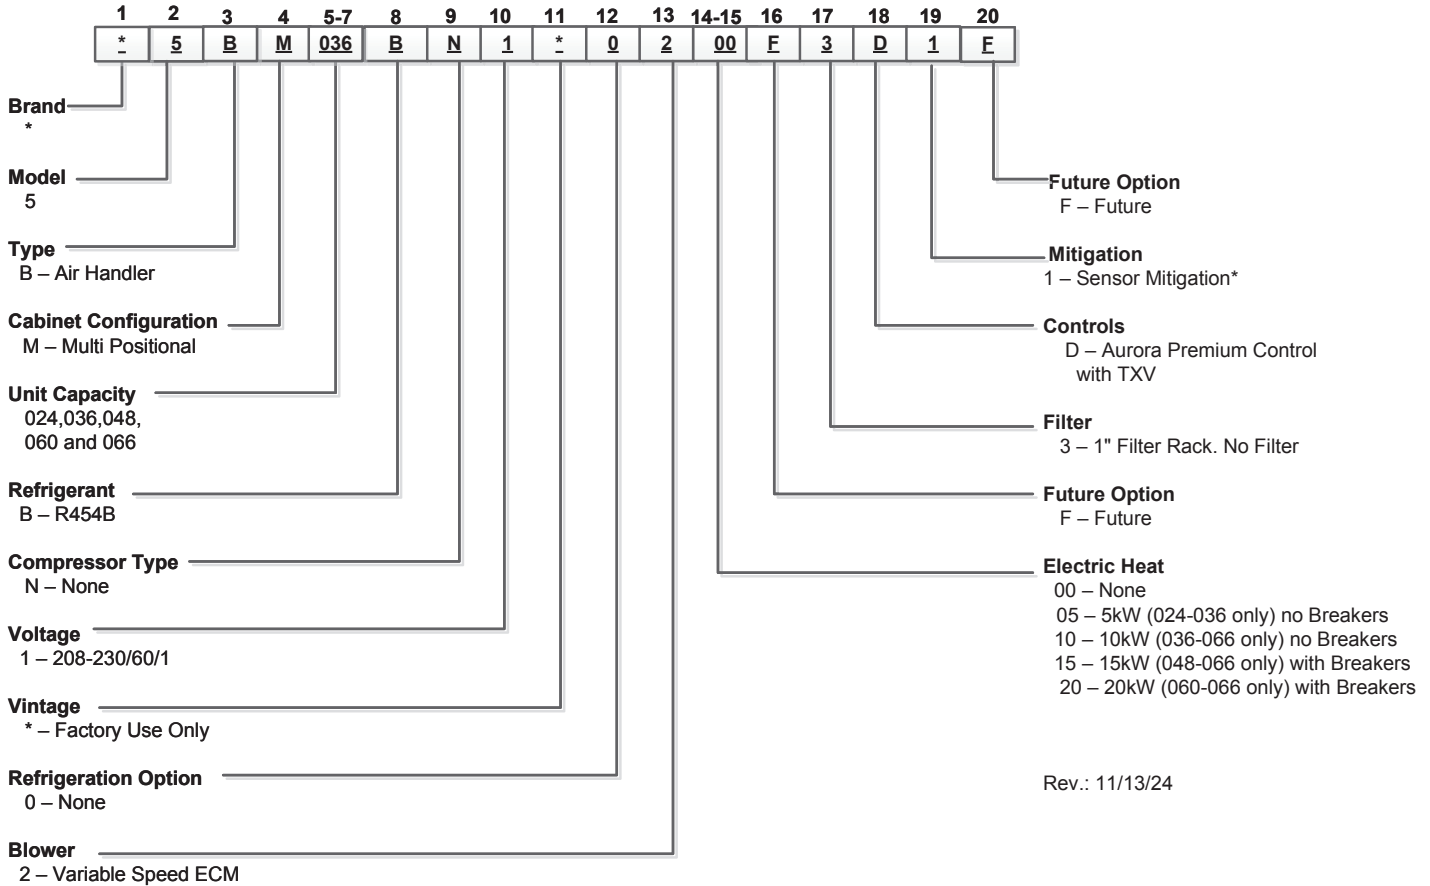 1 2 3 4 5-7 8 9 10 11 12 13 14-15 16 17 18 19 20
* 5 B M 036 B N 1 * 0 2 00 F 3 D 1 F
Brand
*
Model
5
Type
B – Air Handler
Cabinet Configuration
M – Multi Positional
Unit Capacity
024,036,048,
060 and 066
Refrigerant
B – R454B
Compressor Type
N – None
Voltage
1 – 208-230/60/1
Vintage
* – Factory Use Only
Refrigeration Option
0 – None
Blower
2 – Variable Speed ECM
Future Option
F – Future
Mitigation
1 – Sensor Mitigation*
Controls
D – Aurora Premium Control
with TXV
Filter
3 – 1" Filter Rack. No Filter
Future Option
F – Future
Electric Heat
00 – None
05 – 5kW (024-036 only) no Breakers
10 – 10kW (036-066 only) no Breakers
15 – 15kW (048-066 only) with Breakers
20 – 20kW (060-066 only) with Breakers
Rev.: 11/13/24